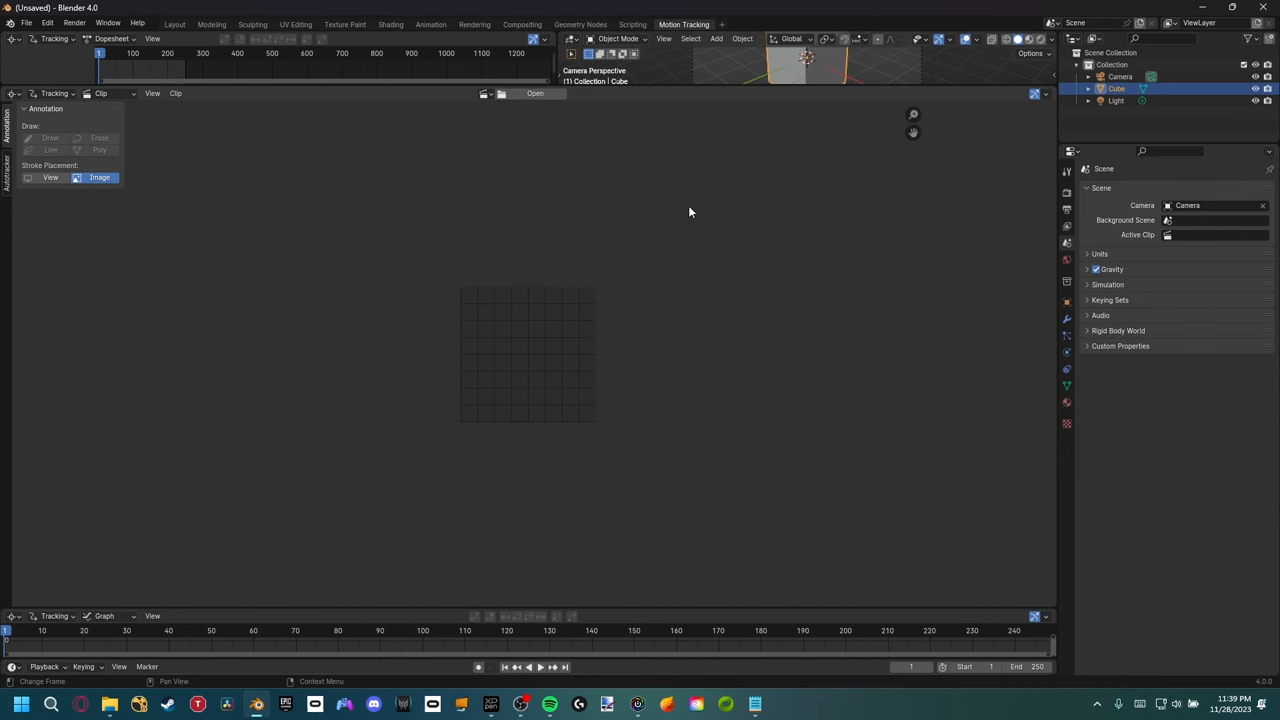 (Unsaved) - Blender 4.0
File Edit Render Window Help Layout Modeling Sculpting UV Editing Texture Paint Shading Animation Rendering Compositing Geometry Nodes Scripting Motion Tracking + Scene ViewLayer
Tracking Dopesheet View
1 100 200 300 400 500 600 700 800 900 1000 1100 1200
Object Mode View Select Add Object Global
Options
Camera Perspective
(1) Collection | Cube
Scene Collection
Collection
Camera
Cube
Light
Tracking Clip View Clip Open
Annotation
Autotracker
Annotation
Draw:
Draw Erase
Line Poly
Stroke Placement:
View Image
Scene
Scene
Camera Camera
Background Scene
Active Clip
Units
Gravity
Simulation
Keying Sets
Audio
Rigid Body World
Custom Properties
Tracking Graph View
1 10 20 30 40 50 60 70 80 90 100 110 120 130 140 150 160 170 180 190 200 210 220 230 240
0
Playback Keying View Marker 1 Start 1 End 250
Change Frame Pan View Context Menu 4.0.0
11:39 PM
11/28/2023